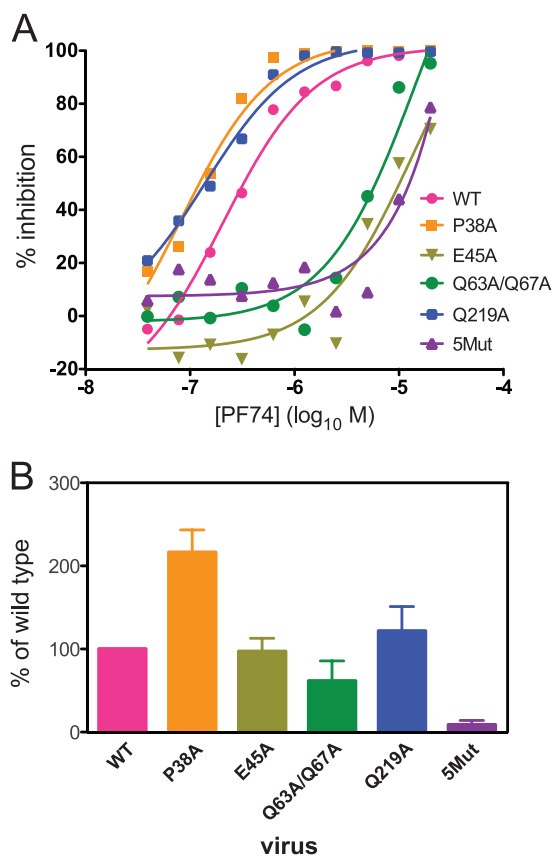 A
% inhibition
100
80
60
40
20
0
-20
-8
-7
-6
-5
-4
[PF74] (log10 M)
WT
P38A
E45A
Q63A/Q67A
Q219A
5Mut
B
% of wild type
300
200
100
0
WT
P38A
E45A
Q63A/Q67A
Q219A
5Mut
virus